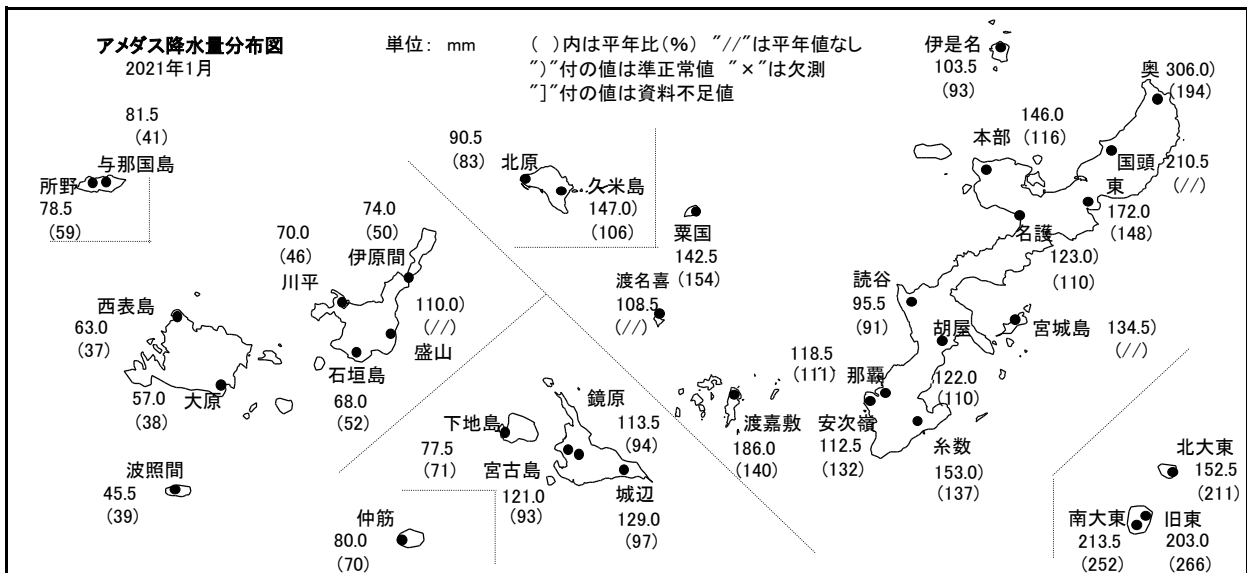 アメダス降水量分布図 単位: mm ( )内は平年比(%) "//"は平年値なし
2021年1月 ")"付の値は準正常値 "×"は欠測
"]"付の値は資料不足値
伊是名
103.5
(93)
奥 306.0)
(194)
81.5
(41)
与那国島
所野
78.5
(59)
90.5
(83)
北原
久米島
147.0)
(106)
146.0
本部 (116)
国頭 210.5
(//)
東
172.0
(148)
名護
123.0)
(110)
粟国
142.5
(154)
渡名喜
108.5
(//)
74.0
(50)
伊原間
70.0
(46)
川平
110.0)
(//)
盛山
石垣島
68.0
(52)
西表島
63.0
(37)
大原
57.0
(38)
波照間
45.5
(39)
読谷
95.5
(91)
胡屋
122.0
(110)
宮城島 134.5)
(//)
118.5
(111)
那覇
安次嶺
112.5
(132)
糸数
153.0)
(137)
渡嘉敷
186.0
(140)
鏡原
113.5
(94)
下地島
77.5
(71)
宮古島
121.0
(93)
城辺
129.0
(97)
仲筋
80.0
(70)
北大東
152.5
(211)
南大東
213.5
(252)
旧東
203.0
(266)